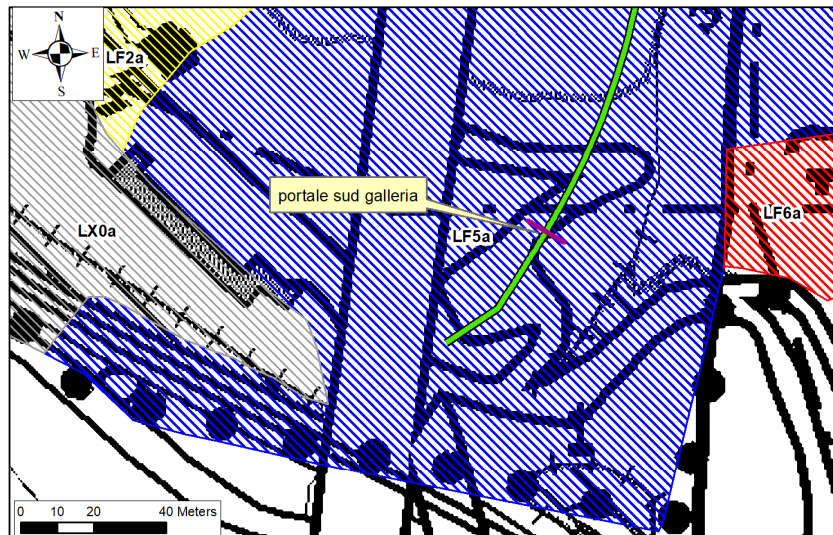 N
W E
S
LF2a
portale sud galleria
LX0a
LF5a
LF6a
0 10 20 40 Meters